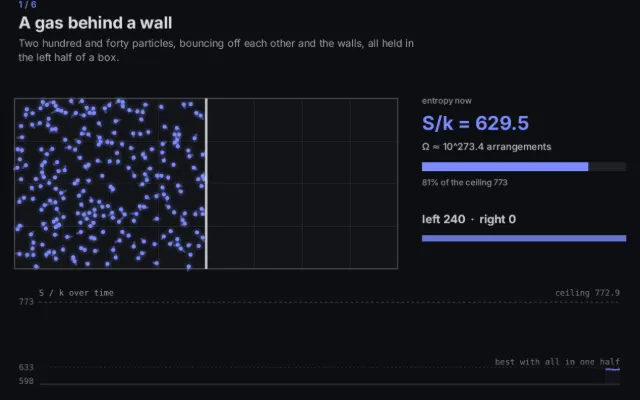 1 / 6
A gas behind a wall
Two hundred and forty particles, bouncing off each other and the walls, all held in
the left half of a box.
entropy now
S/k = 629.5
Ω ≈ 10^273.4 arrangements
81% of the ceiling 773
left 240 · right 0
S / k over time
ceiling 772.9
773
best with all in one half
633
598